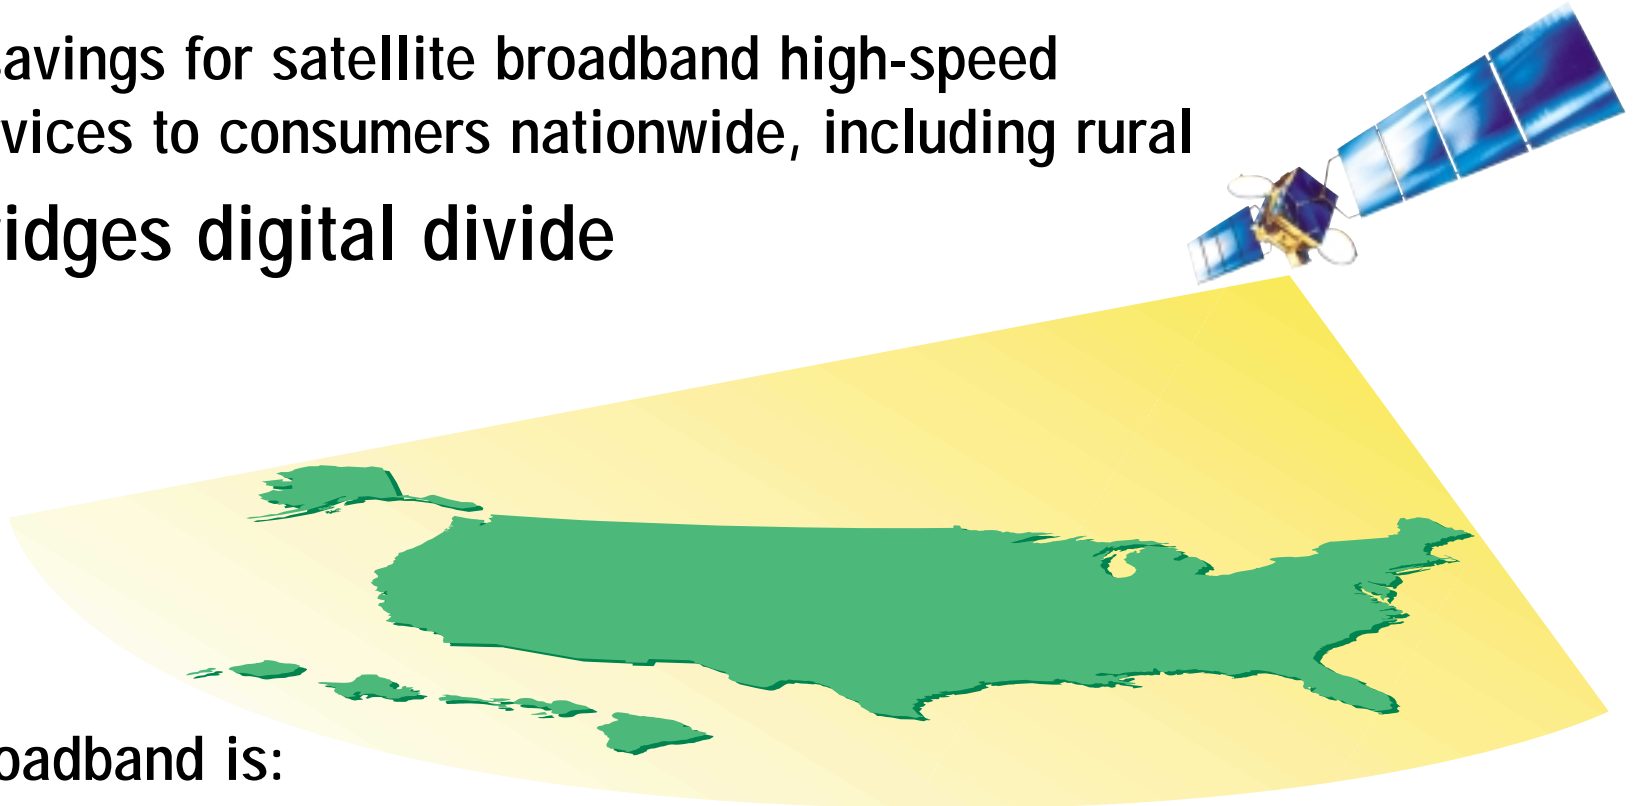 avings for satellite broadband high-speed
vices to consumers nationwide, including rural
idges digital divide
oadband is: